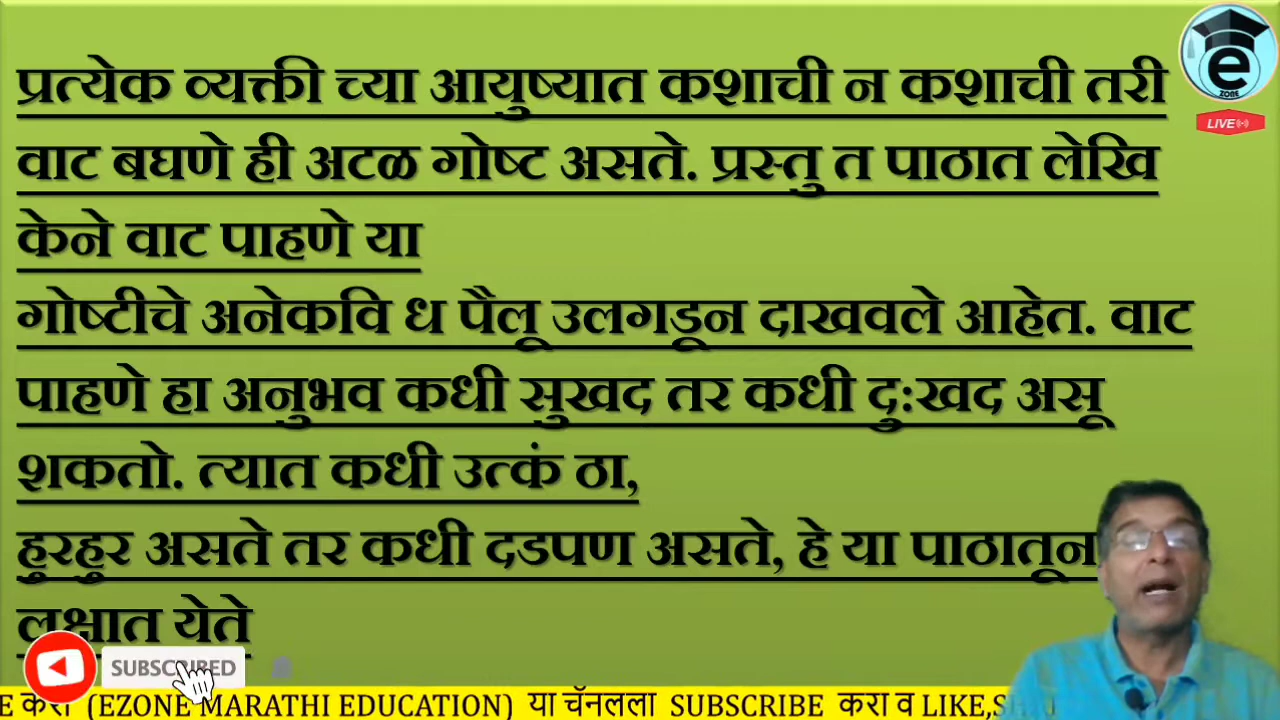 प्रत्येक व्यक्ती च्या आयुष्यात कशाची न कशाची तरी
वाट बघणे ही अटळ गोष्ट असते. प्रस्तु त पाठात लेखि
केने वाट पाहणे या
गोष्टीचे अनेकवि ध पैलू उलगडून दाखवले आहेत. वाट
पाहणे हा अनुभव कधी सुखद तर कधी दुःखद असू
शकतो. त्यात कधी उत्कं ठा,
हुरहुर असते तर कधी दडपण असते, हे या पाठातून
लक्षात येते
e
ZONE
LIVE
SUBSCRIBED
करा (EZONE MARATHI EDUCATION) या चॅनलला SUBSCRIBE करा व LIKE,